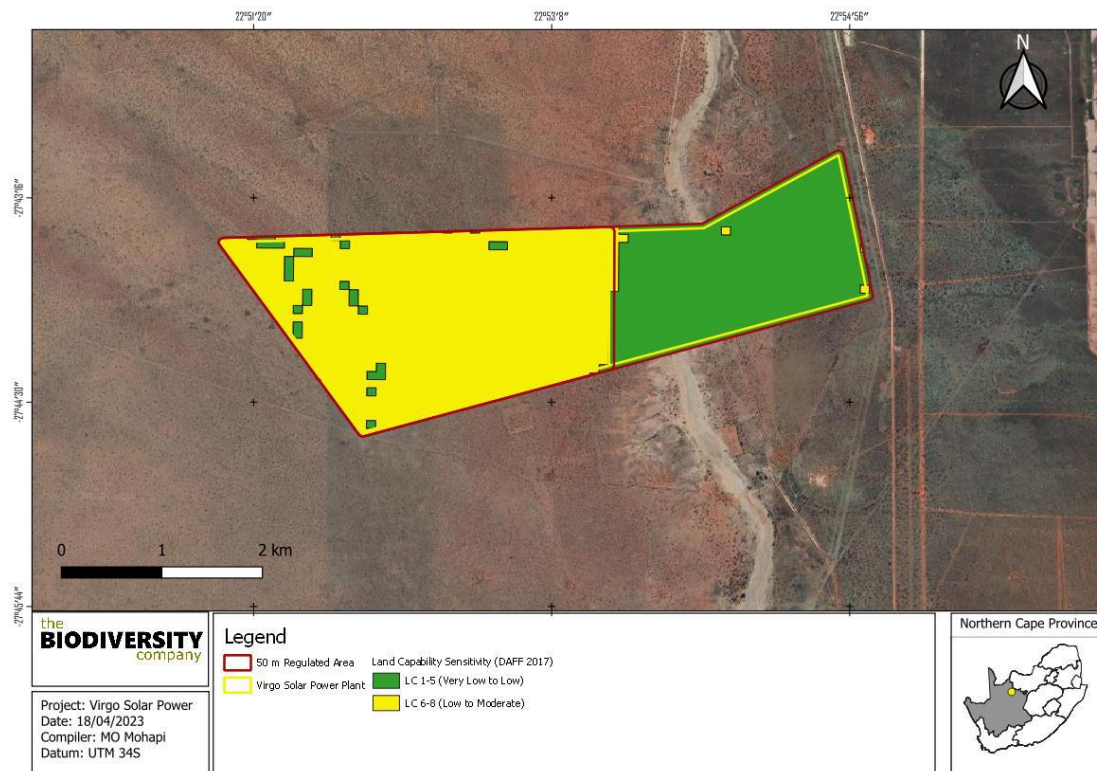 22°51'20"
22°53'8"
22°54'56"
N
-27°43'16"
-27°44'30"
-27°45'44"
0 1 2 km
the
BIODIVERSITY
company
Project: Virgo Solar Power
Date: 18/04/2023
Compiler: MO Mohapi
Datum: UTM 34S
Legend
50 m Regulated Area
Virgo Solar Power Plant
Land Capability Sensitivity (DAFF 2017)
LC 1-5 (Very Low to Low)
LC 6-8 (Low to Moderate)
Northern Cape Province